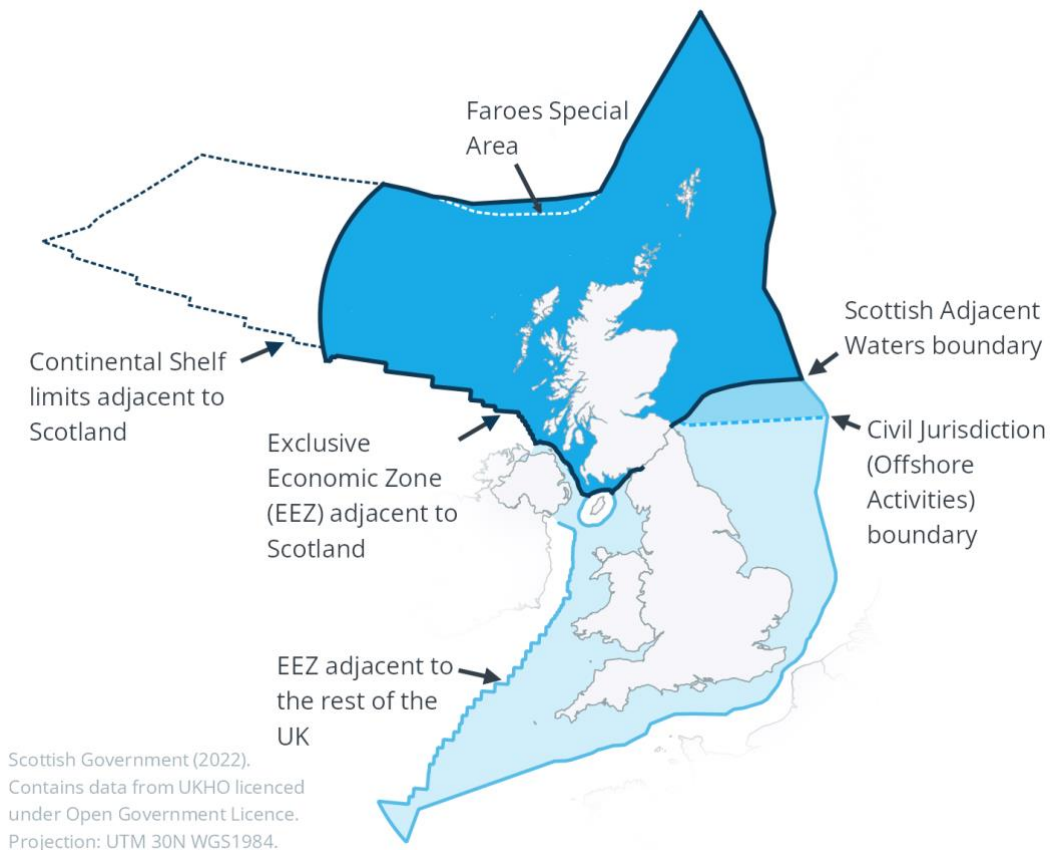 Faroes Special
Area
Scottish Adjacent
Waters boundary
Continental Shelf
limits adjacent to
Scotland
Exclusive
Economic Zone
(EEZ) adjacent to
Scotland
Civil Jurisdiction
(Offshore
Activities)
boundary
EEZ adjacent to
the rest of the
UK
Scottish Government (2022).
Contains data from UKHO licenced
under Open Government Licence.
Projection: UTM 30N WGS1984.